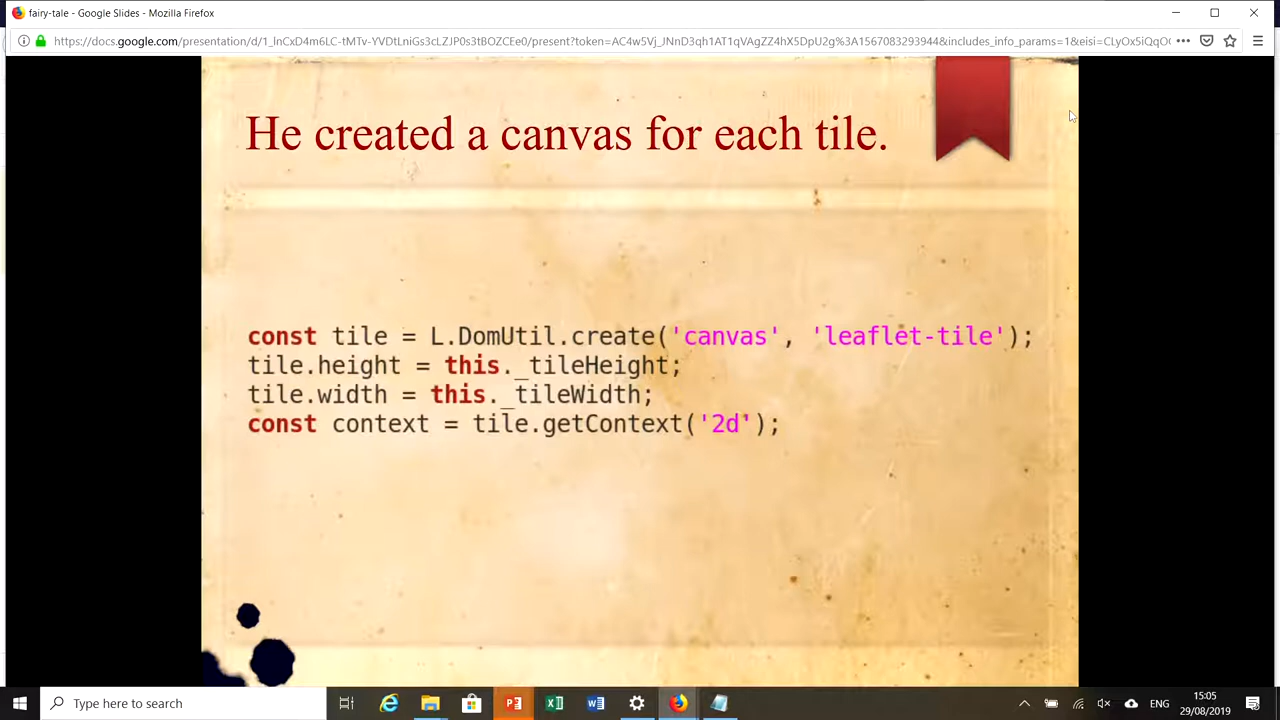 fairy-tale - Google Slides - Mozilla Firefox
He created a canvas for each tile.
const tile = L.DomUtil.create('canvas', 'leaflet-tile');
tile.height = this._tileHeight;
tile.width = this._tileWidth;
const context = tile.getContext('2d');
Type here to search
ENG
15:05
29/08/2019